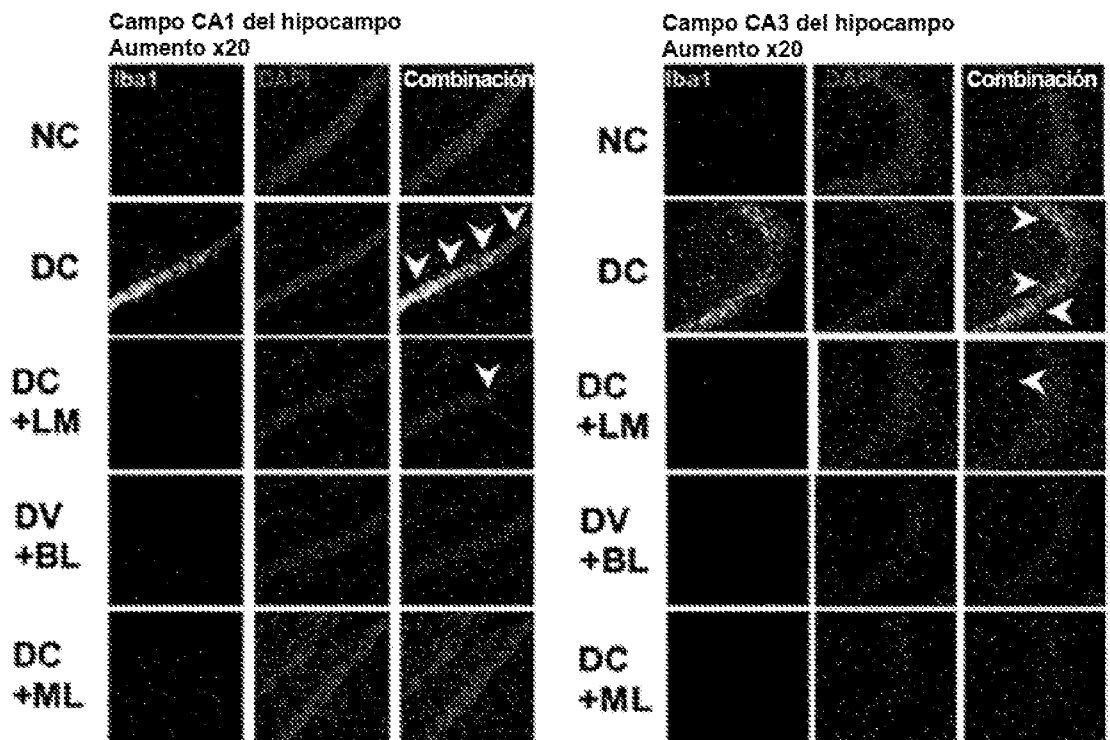 Campo CA1 del hipocampo
Aumento x20
Iba1 DAPI Combinación
NC
DC
DC
+LM
DV
+BL
DC
+ML
Campo CA3 del hipocampo
Aumento x20
Iba1 DAPI Combinación
NC
DC
DC
+LM
DV
+BL
DC
+ML